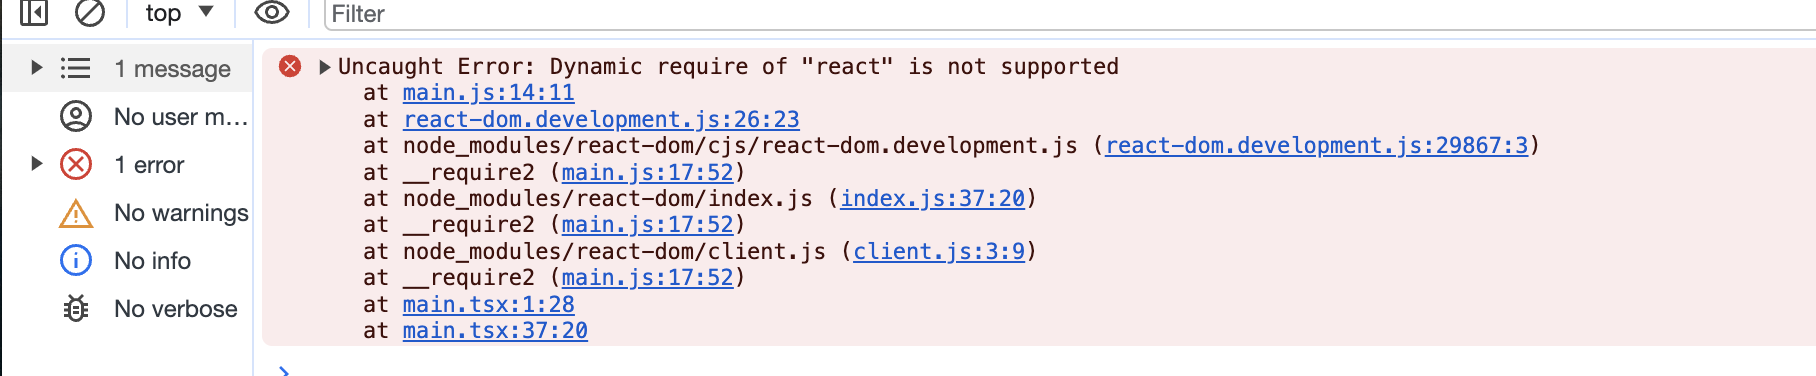 top
Filter
1 message
No user m...
1 error
No warnings
No info
No verbose
Uncaught Error: Dynamic require of "react" is not supported
at main.js:14:11
at react-dom.development.js:26:23
at node_modules/react-dom/cjs/react-dom.development.js (react-dom.development.js:29867:3)
at __require2 (main.js:17:52)
at node_modules/react-dom/index.js (index.js:37:20)
at __require2 (main.js:17:52)
at node_modules/react-dom/client.js (client.js:3:9)
at __require2 (main.js:17:52)
at main.tsx:1:28
at main.tsx:37:20